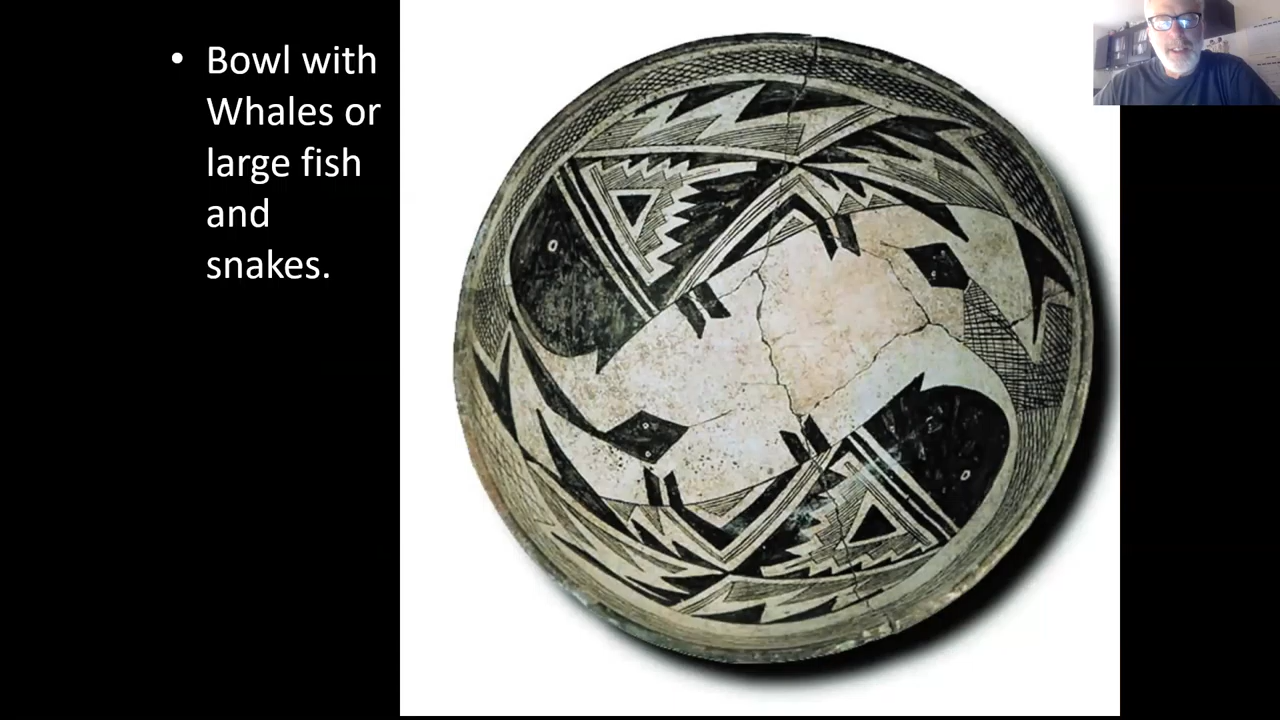 • Bowl with
Whales or
large fish
and
snakes.